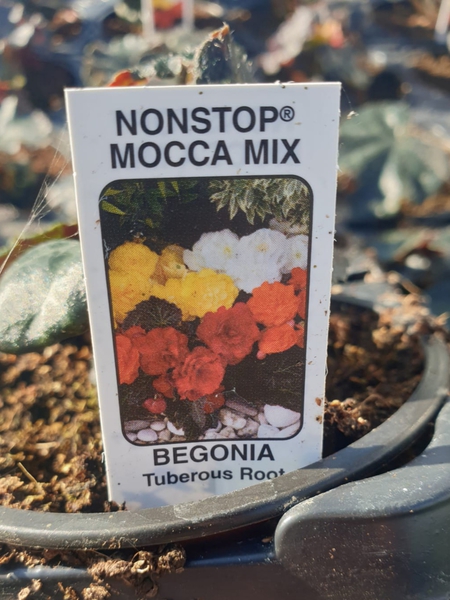 NONSTOP®
MOCCA MIX
BEGONIA
Tuberous Root